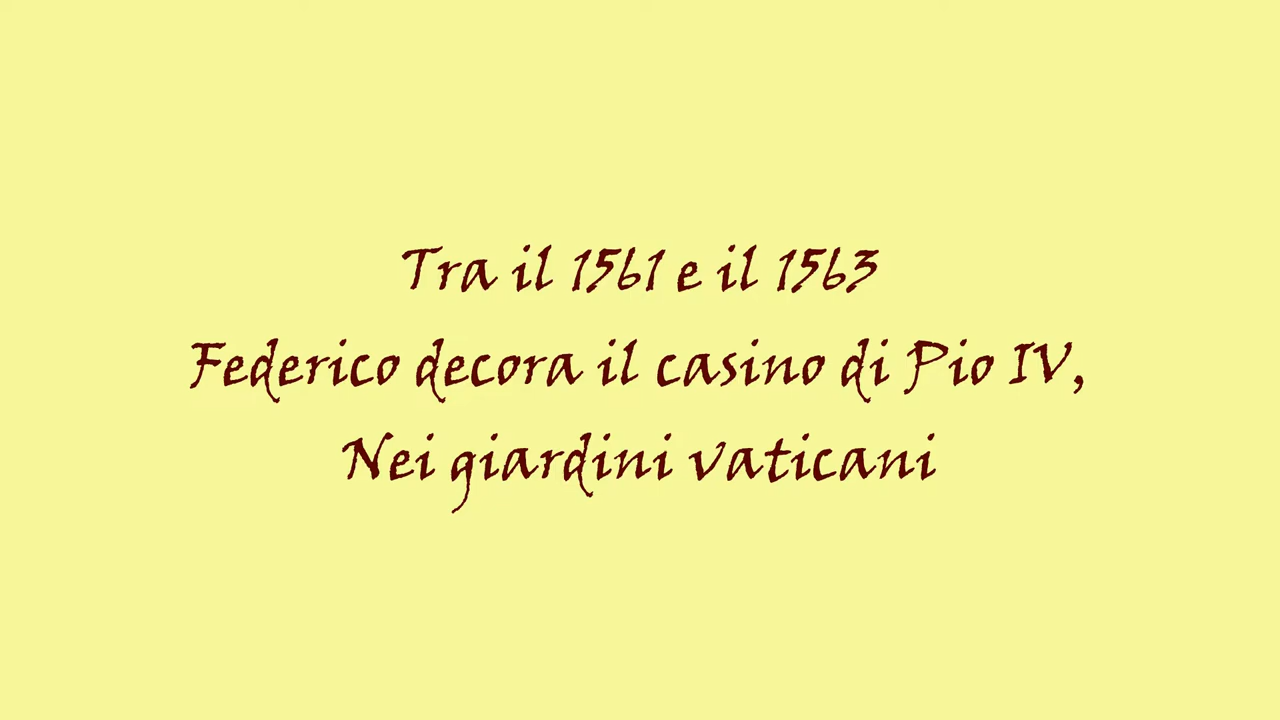 Tra il 1561 e il 1563
Federico decora il casino di Pio IV,
Nei giardini vaticani